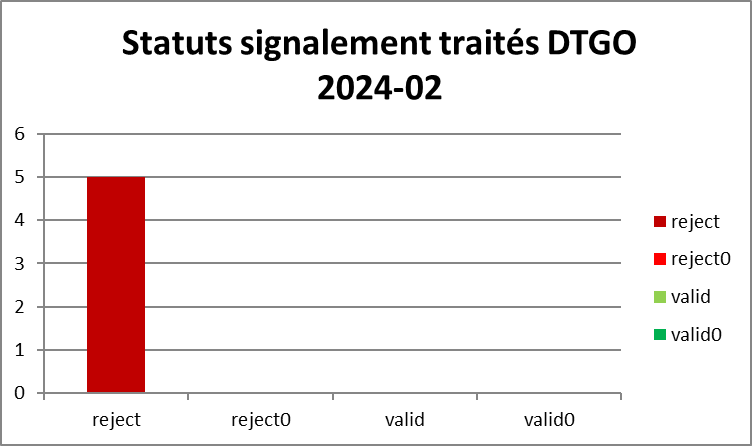 Statuts signalement traités DTGO
2024-02
6
5
4
3
2
1
0
reject
reject0
valid
valid0
reject
reject0
valid
valid0